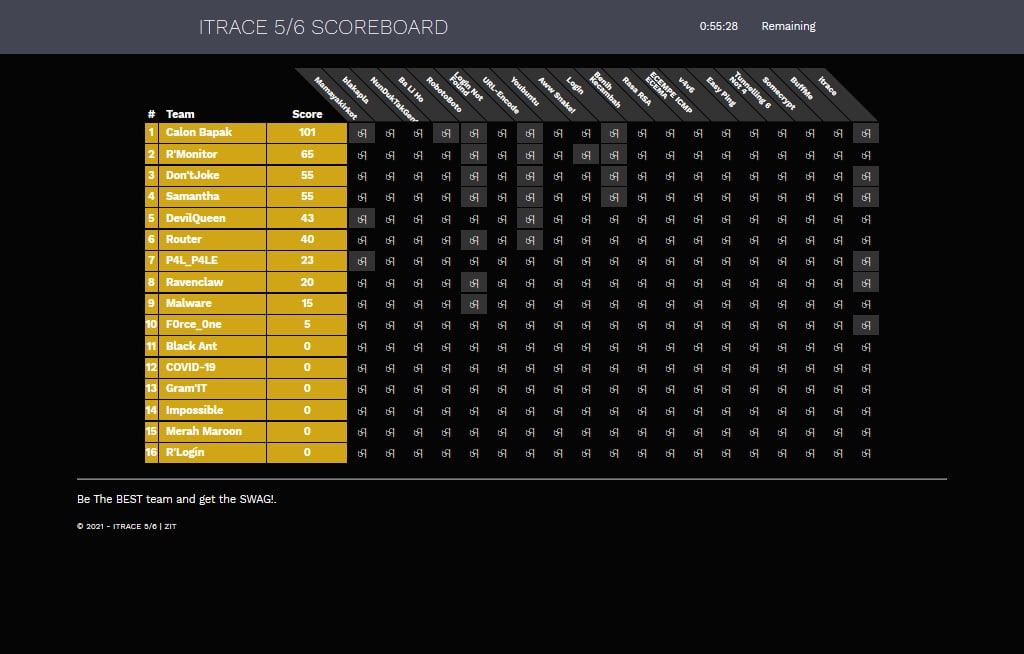 ITRACE 5/6 SCOREBOARD
0:55:28 Remaining
Mamayakirkot
blakapla
Ba Li Ho
RobotoBoto
Login Not Found
URL-Encode
Youbuntu
Aww Snake!
Login
Benih Kecambah
Rasa RSA
ECEMPE ICMP ECEMA
v4v6
Easy Ping
Tunnelling 6 Not 4
Somecrypt
BuffMe
itrace
# Team Score
1 Calon Bapak 101
2 R'Monitor 65
3 Don'tJoke 55
4 Samantha 55
5 DevilQueen 43
6 Router 40
7 P4L_P4LE 23
8 Ravenclaw 20
9 Malware 15
10 F0rce_0ne 5
11 Black Ant 0
12 COVID-19 0
13 Gram'IT 0
14 Impossible 0
15 Merah Maroon 0
16 R'Login 0
Be The BEST team and get the SWAG!.
© 2021 - ITRACE 5/6 | ZIT